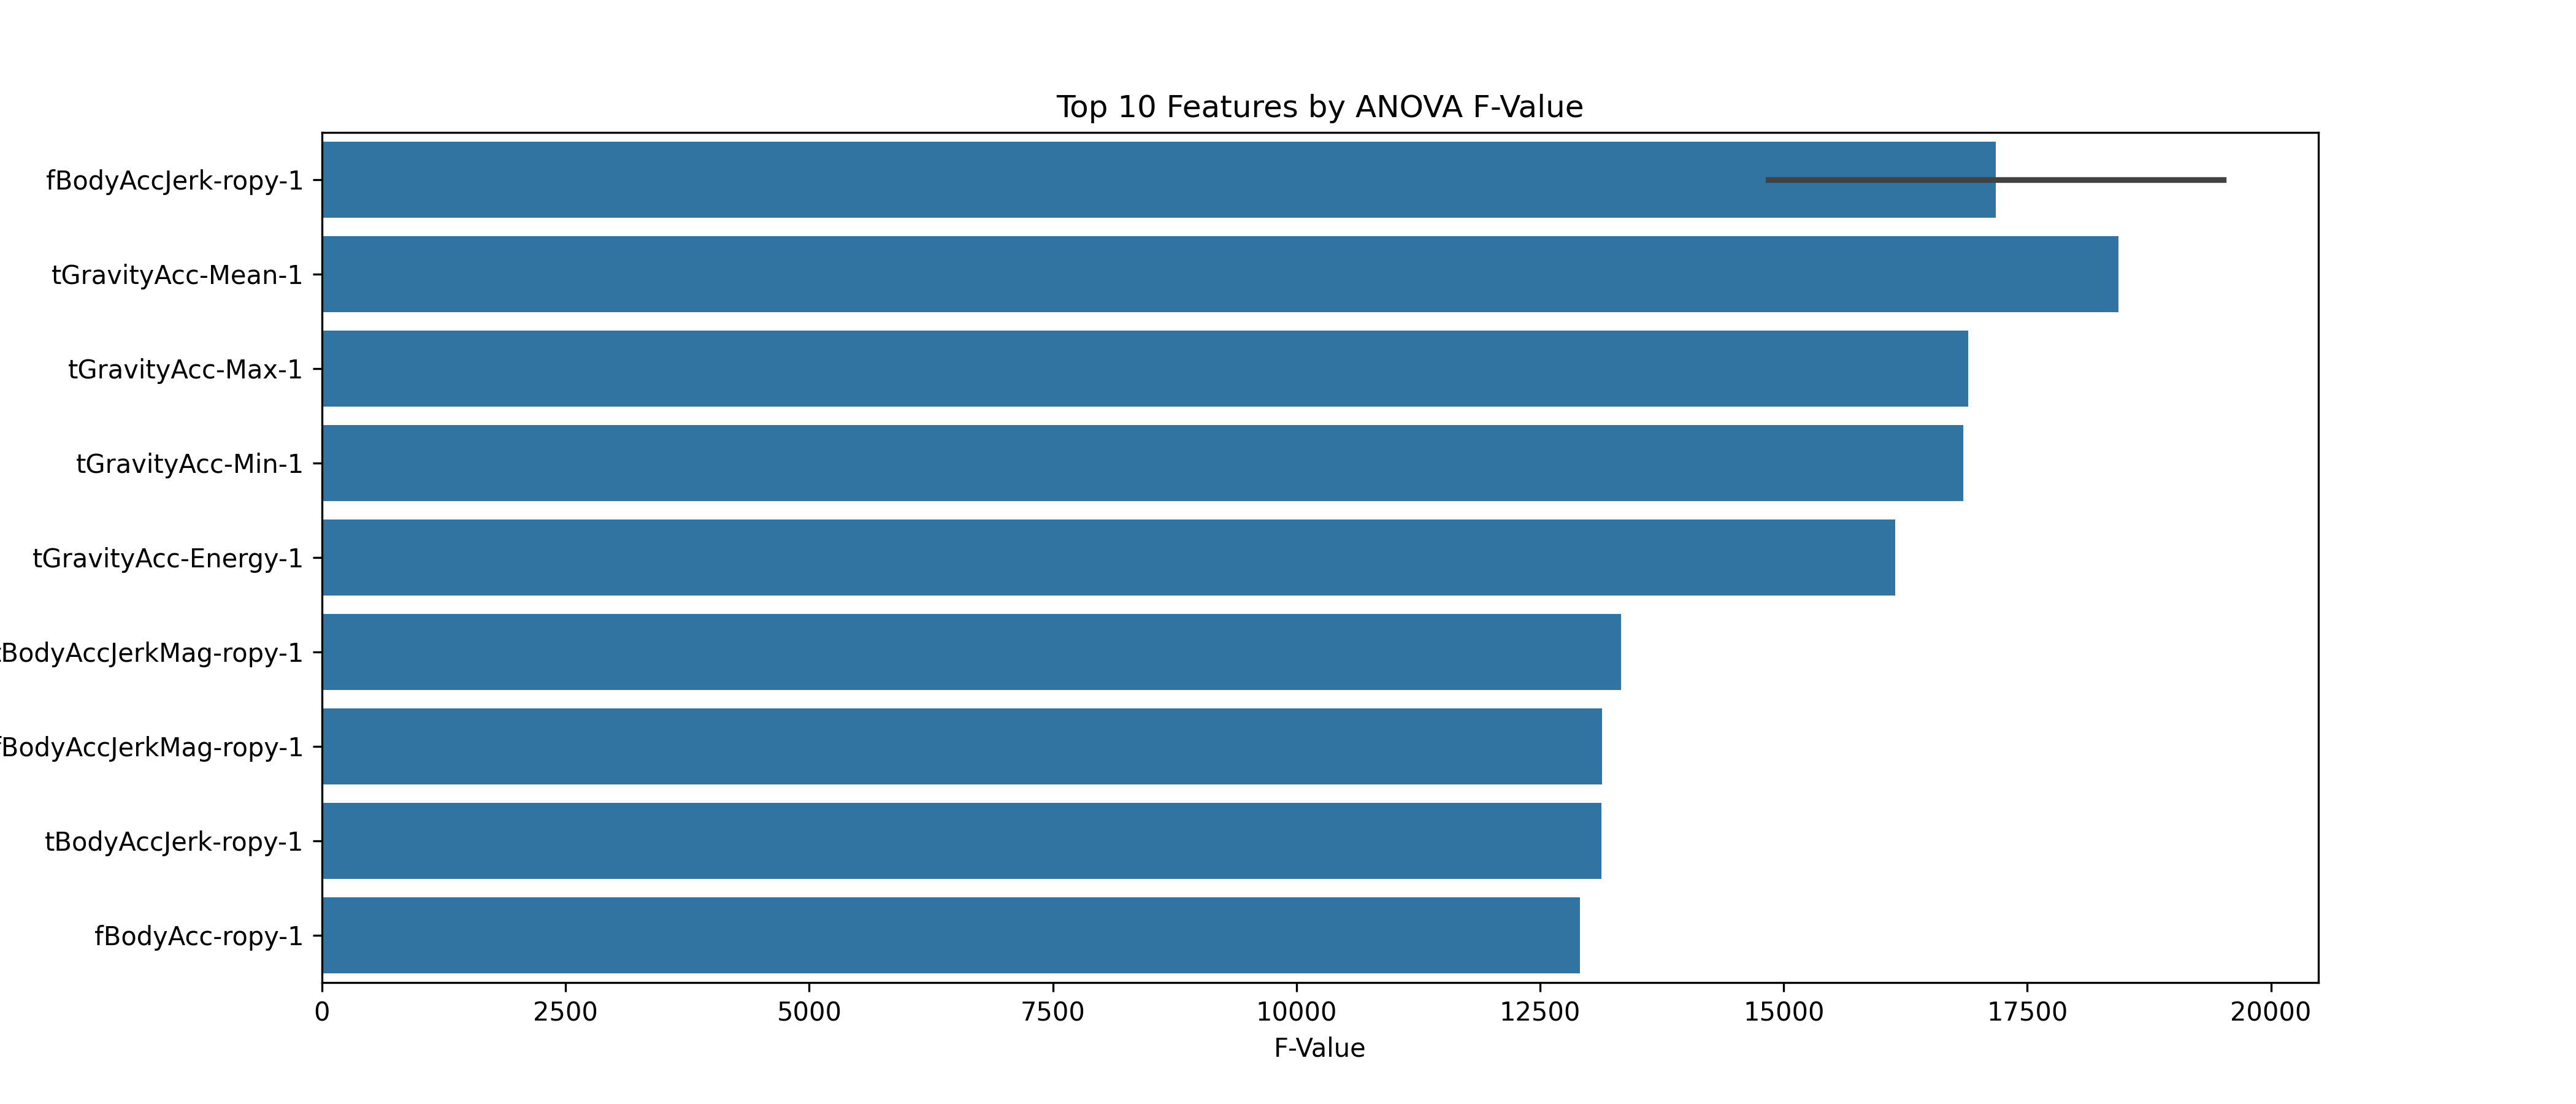 Top 10 Features by ANOVA F-Value
fBodyAccJerk-ropy-1
tGravityAcc-Mean-1
tGravityAcc-Max-1
tGravityAcc-Min-1
tGravityAcc-Energy-1
tBodyAccJerkMag-ropy-1
fBodyAccJerkMag-ropy-1
tBodyAccJerk-ropy-1
fBodyAcc-ropy-1
0 2500 5000 7500 10000 12500 15000 17500 20000
F-Value